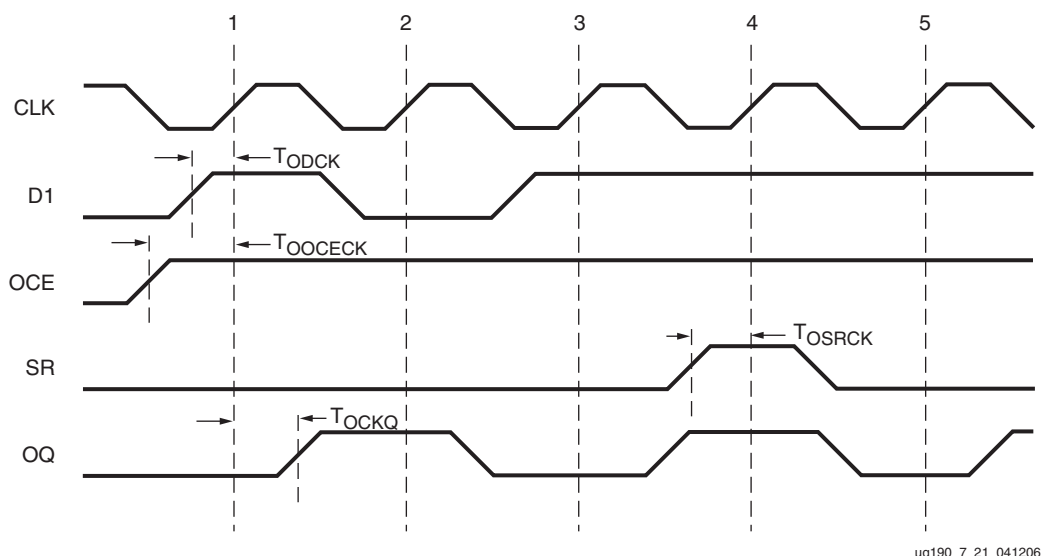 1 2 3 4 5
CLK
TODCK
D1
TOOCECK
OCE
TOSRCK
SR
TOCKQ
OQ
ug190_7_21_041206